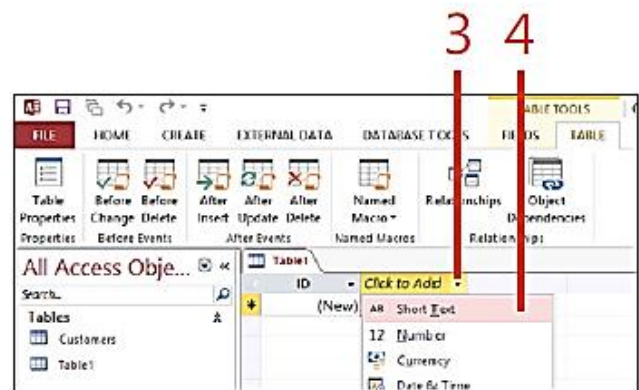 3 4
TABLE TOOLS
FILE HOME CREATE EXTERNAL DATA DATABASE TOOLS FIELDS TABLE
Table Before Before After After After Named Relationships Object
Properties Change Delete Insert Update Delete Macro Dependencies
Properties Before Events After Events Named Macros Relationships
All Access Obje... Table1
ID Click to Add
Search...
(New) AB Short Text
Tables
12 Number
Customers
Currency
Table1
Date & Time